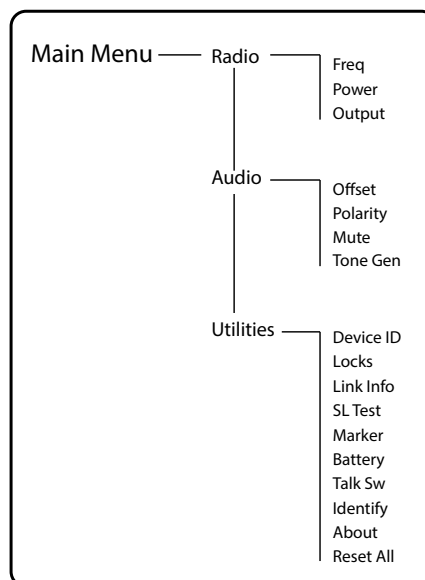 Main Menu
Radio
Freq
Power
Output
Audio
Offset
Polarity
Mute
Tone Gen
Utilities
Device ID
Locks
Link Info
SL Test
Marker
Battery
Talk Sw
Identify
About
Reset All